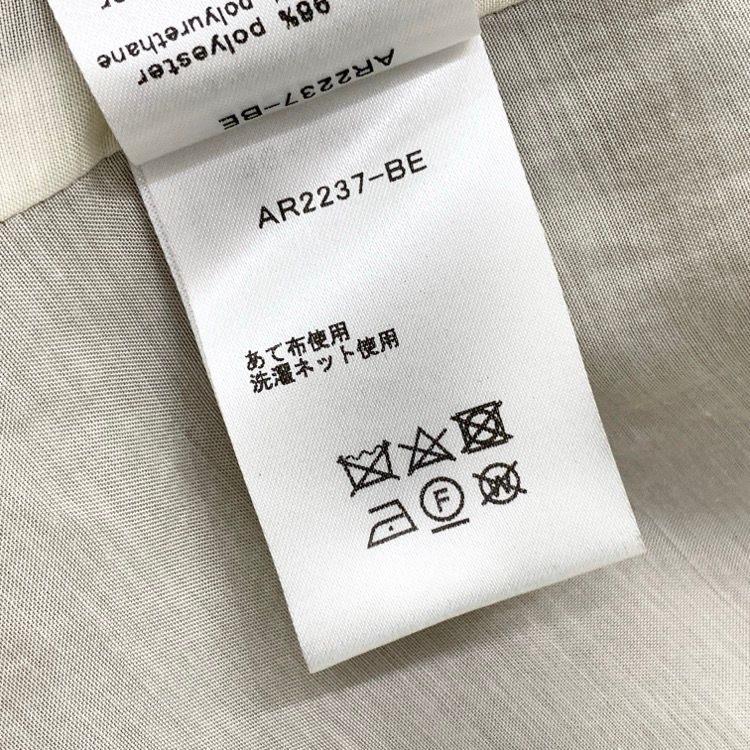 98% polyester
polyurethane
AR2237-BE
AR2237-BE
あて布使用
洗濯ネット使用
F
W